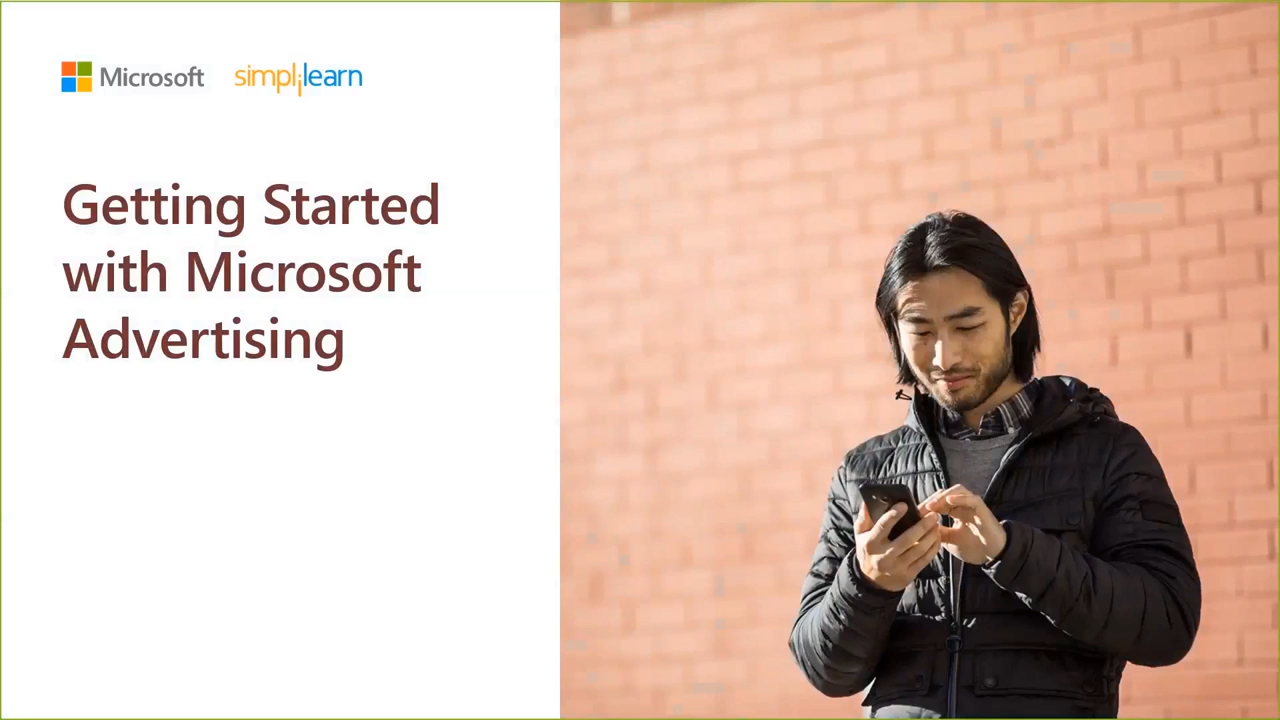 Microsoft simplilearn
Getting Started
with Microsoft
Advertising